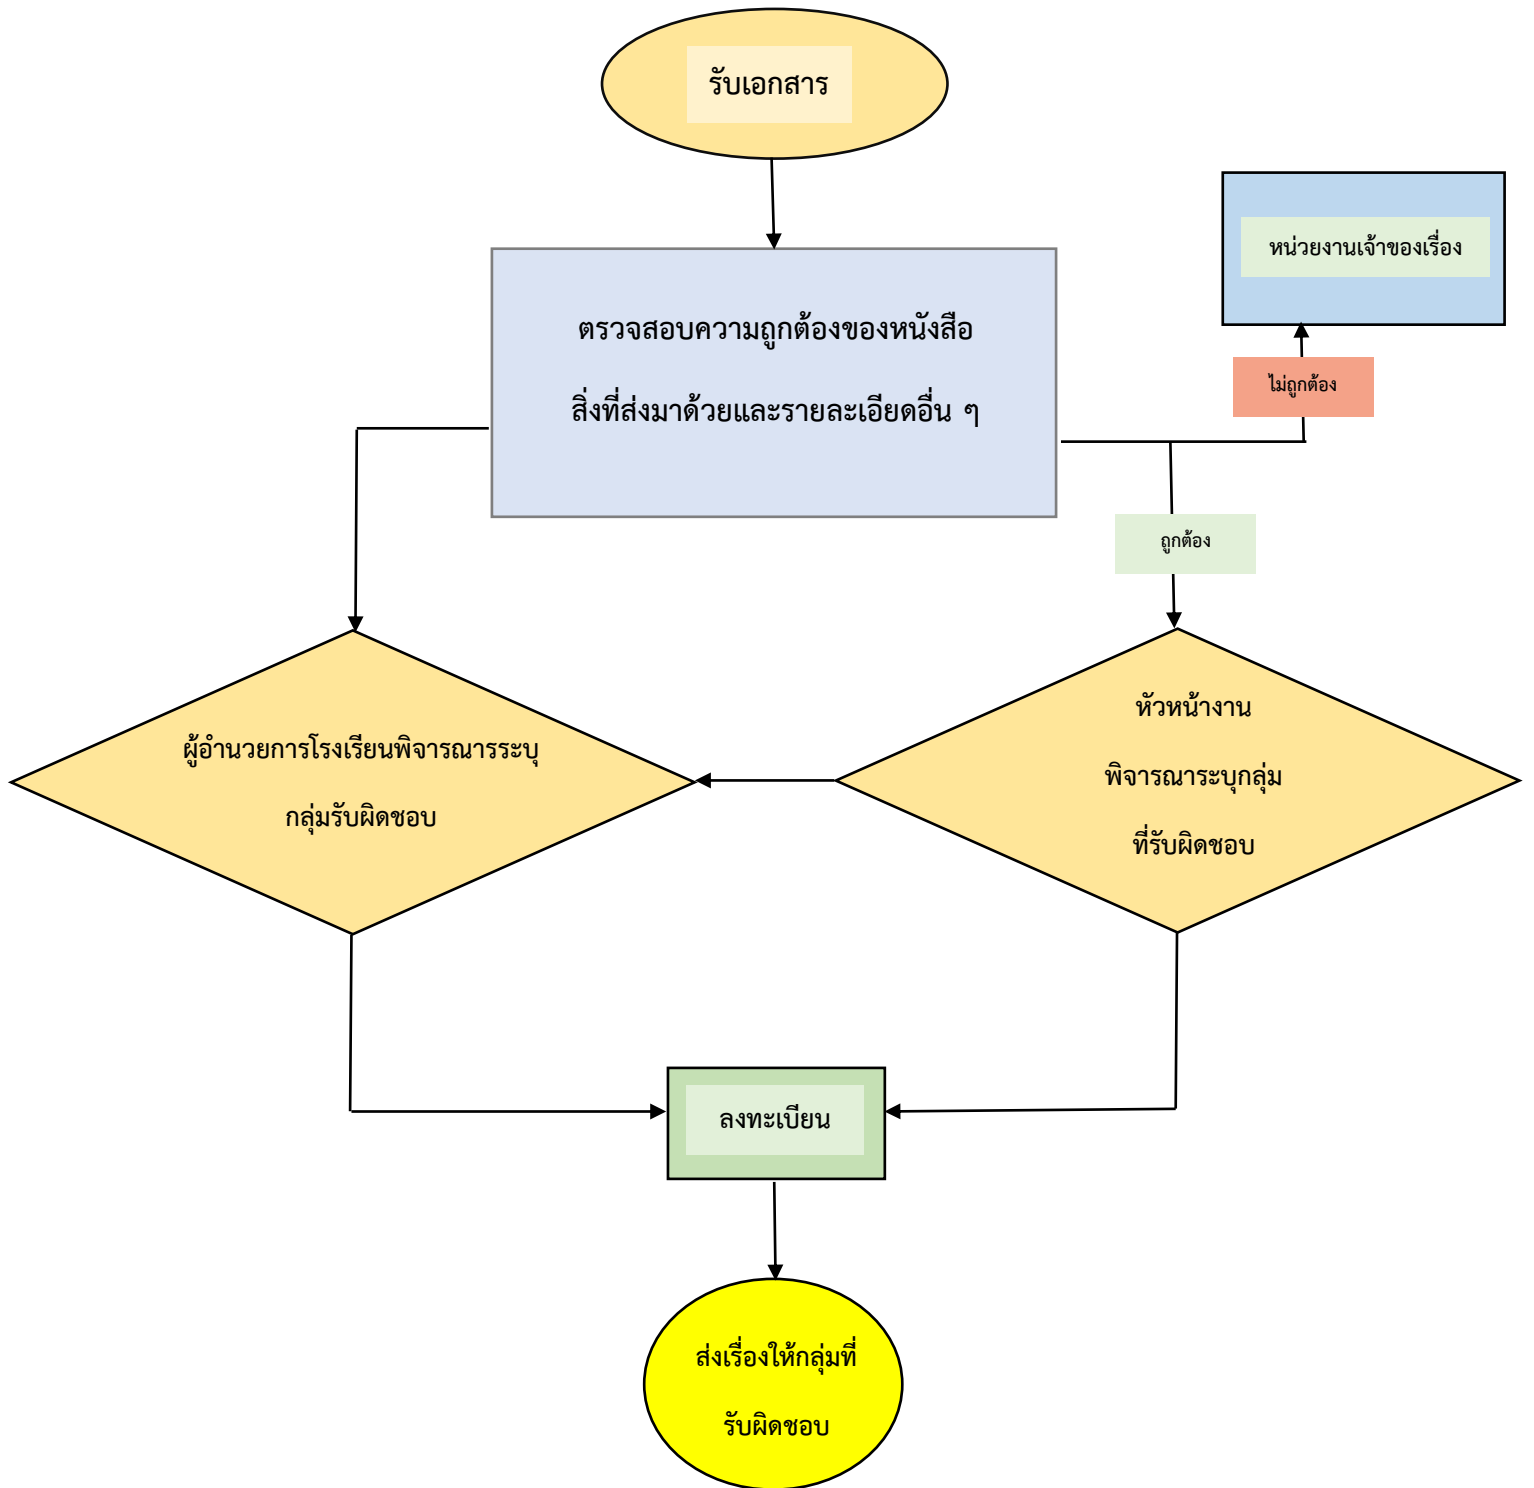 รับเอกสาร
หน่วยงานเจ้าของเรื่อง
ตรวจสอบความถูกต้องของหนังสือ
สิ่งที่ส่งมาด้วยและรายละเอียดอื่น ๆ
ไม่ถูกต้อง
ถูกต้อง
ผู้อำนวยการโรงเรียนพิจารณารระบุ
กลุ่มรับผิดชอบ
หัวหน้างาน
พิจารณาระบุกลุ่ม
ที่รับผิดชอบ
ลงทะเบียน
ส่งเรื่องให้กลุ่มที่
รับผิดชอบ